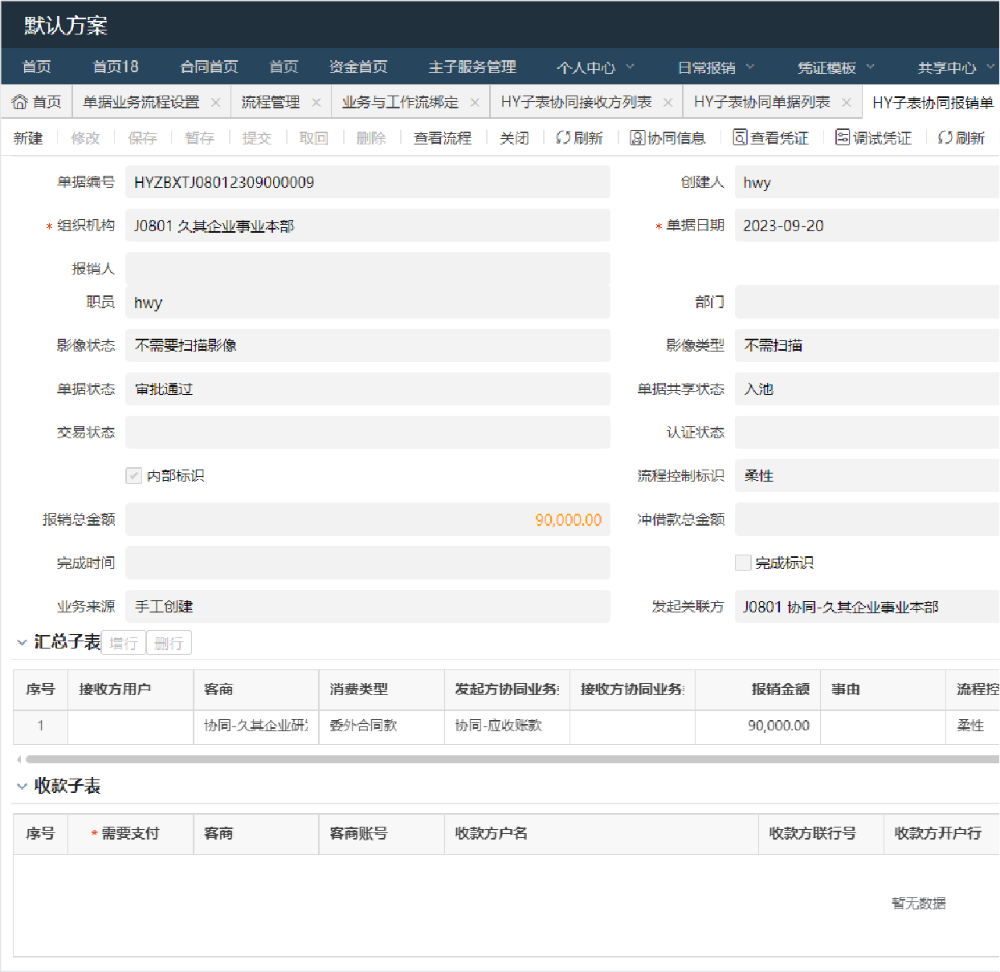 默认方案
首页 首页18 合同首页 首页 资金首页 主子服务管理 个人中心 日常报销 凭证模板 共享中心
首页 单据业务流程设置 流程管理 业务与工作流绑定 HY子表协同接收方列表 HY子表协同单据列表 HY子表协同报销单
新建 修改 保存 暂存 提交 取回 删除 查看流程 关闭 刷新 协同信息 查看凭证 调试凭证 刷新
单据编号 HYZBXTJ08012309000009 创建人 hwy
* 组织机构 J0801 久其企业事业本部 * 单据日期 2023-09-20
报销人
职员 hwy 部门
影像状态 不需要扫描影像 影像类型 不需扫描
单据状态 审批通过 单据共享状态 入池
交易状态 认证状态
内部标识 流程控制标识 柔性
报销总金额 90,000.00 冲借款总金额
完成时间 完成标识
业务来源 手工创建 发起关联方 J0801 协同-久其企业事业本部
汇总子表 增行 删行
序号 接收方用户 客商 消费类型 发起方协同业务 接收方协同业务 报销金额 事由 流程控
1 协同-久其企业研 委外合同款 协同-应收账款 90,000.00 柔性
收款子表
序号 * 需要支付 客商 客商账号 收款方户名 收款方联行号 收款方开户行
暂无数据